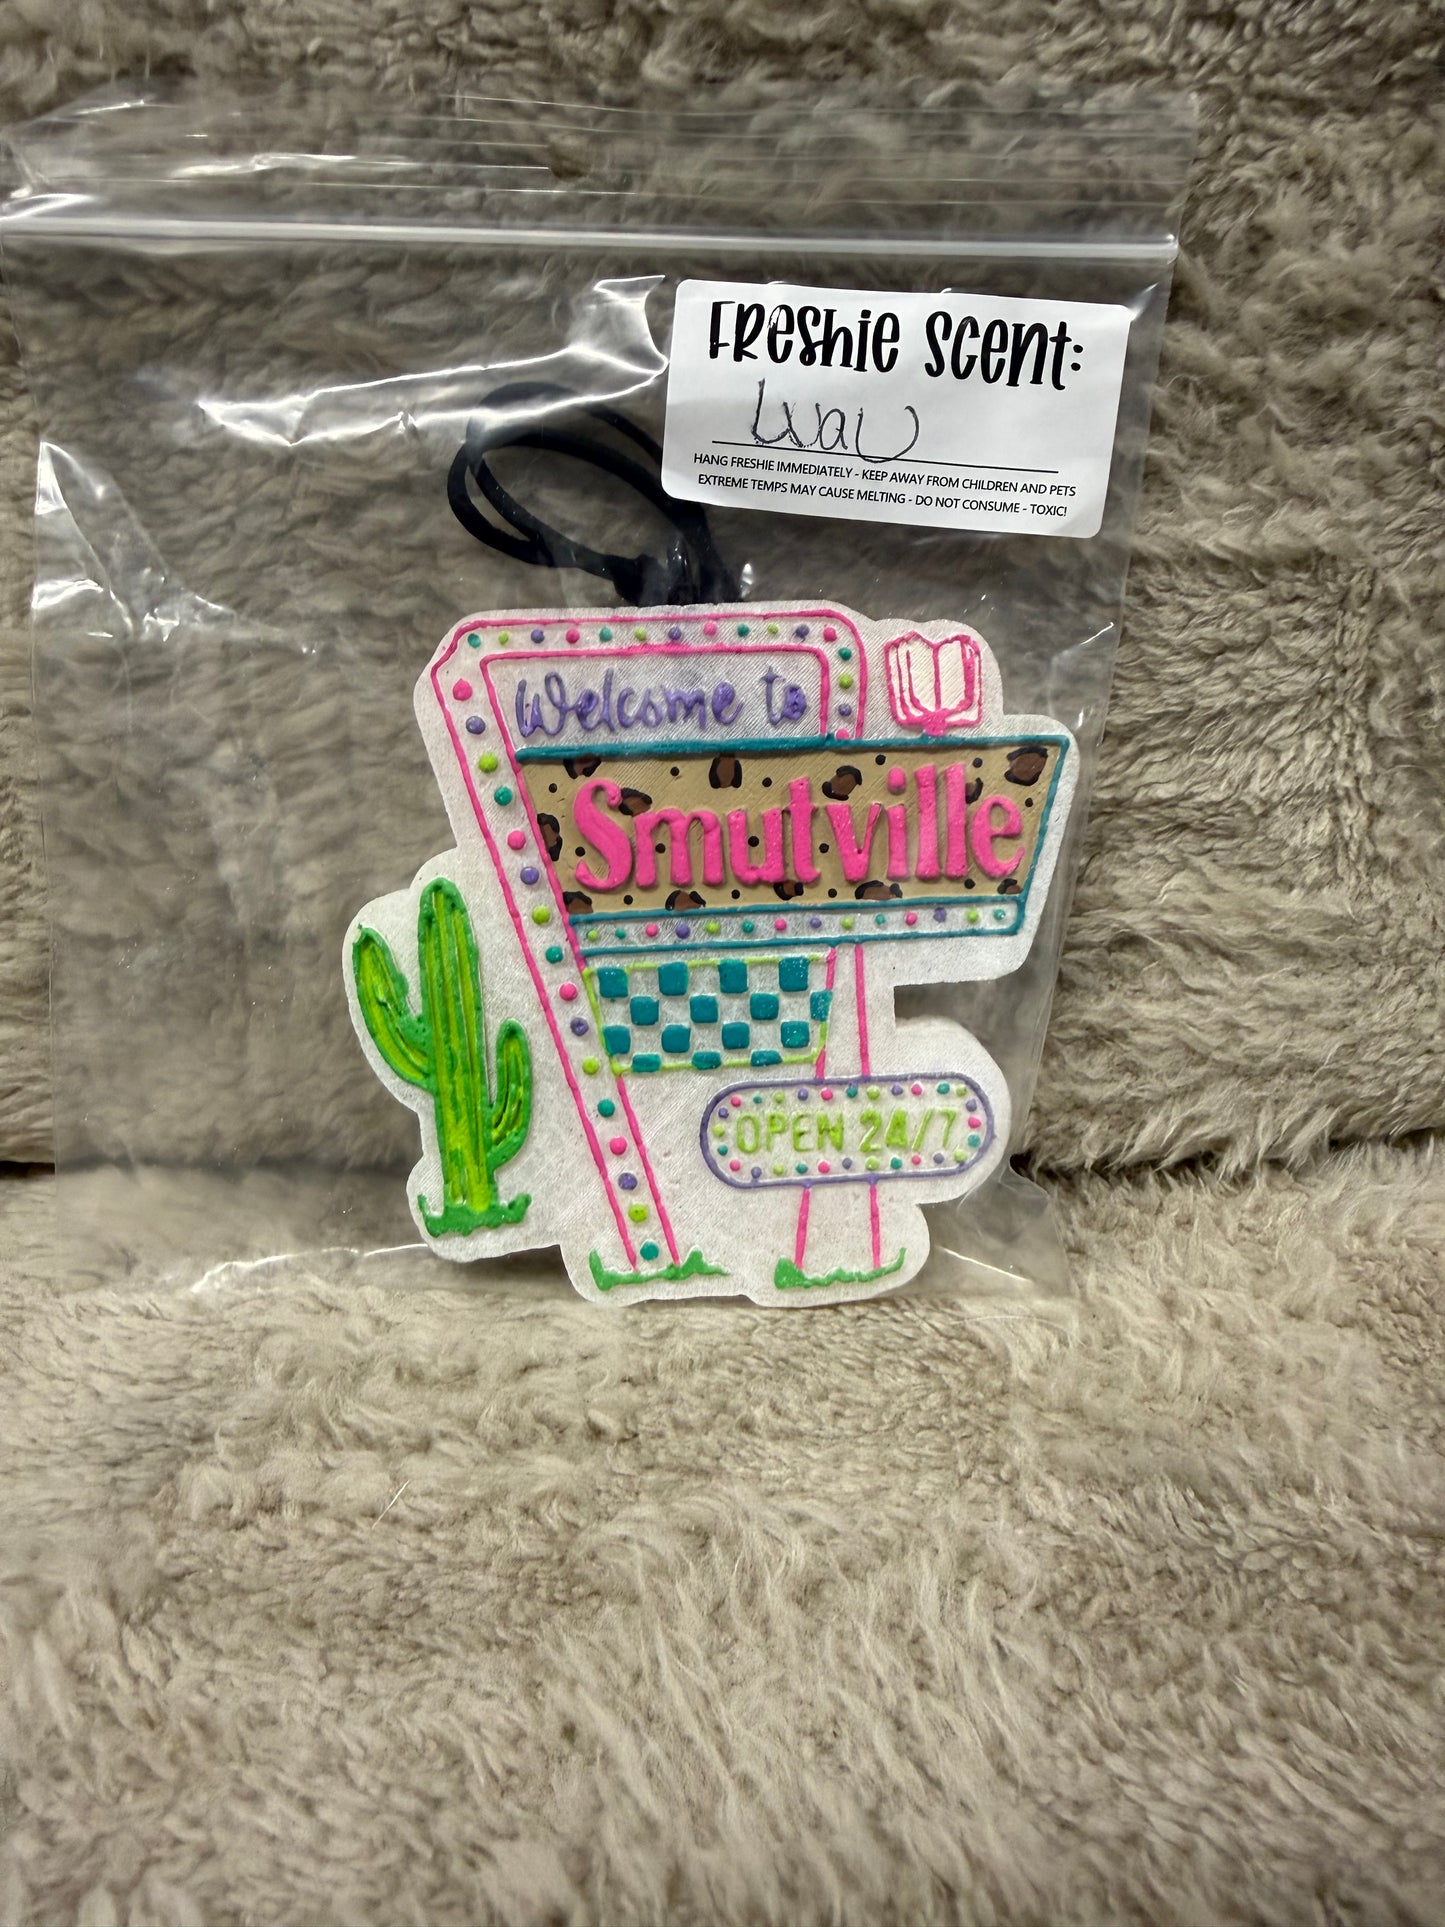 FRESHIE SCENT:
HANG FRESHIE IMMEDIATELY - KEEP AWAY FROM CHILDREN AND PETS
EXTREME TEMPS MAY CAUSE MELTING - DO NOT CONSUME - TOXIC!
Welcome to
Smutville
OPEN 24/7